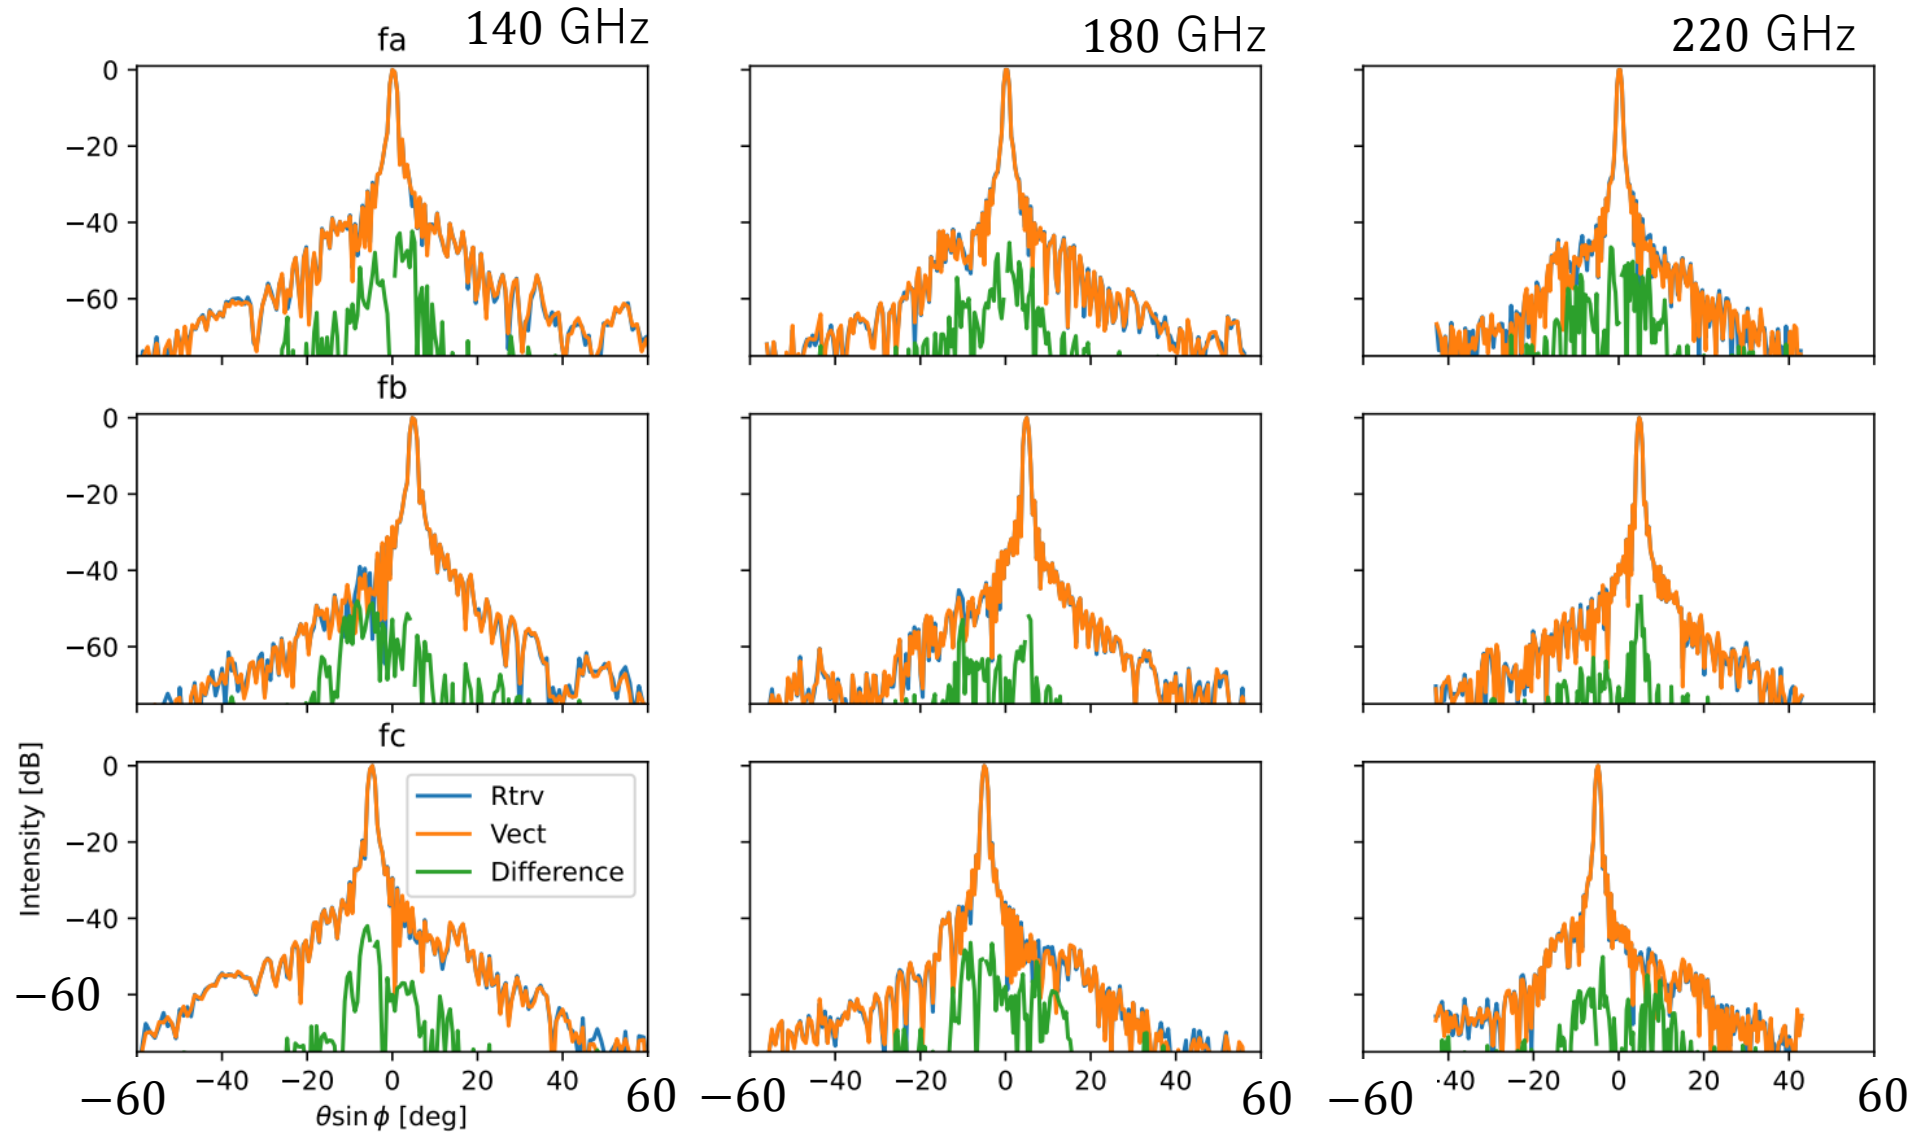 140 GHz
180 GHz
220 GHz
fa
0
−20
−40
−60
fb
0
−20
−40
−60
fc
0
−20
−40
−60
Intensity [dB]
Rtrv
Vect
Difference
−60 −40 −20 0 20 40 60
−60 −40 −20 0 20 40 60
−60 ·40 −20 0 20 40 60
θsin ϕ [deg]